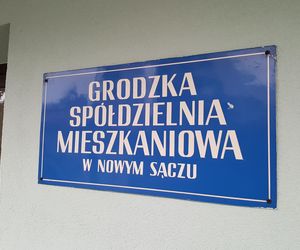 GRODZKA
SPÓŁDZIELNIA
MIESZKANIOWA
W NOWYM SĄCZU